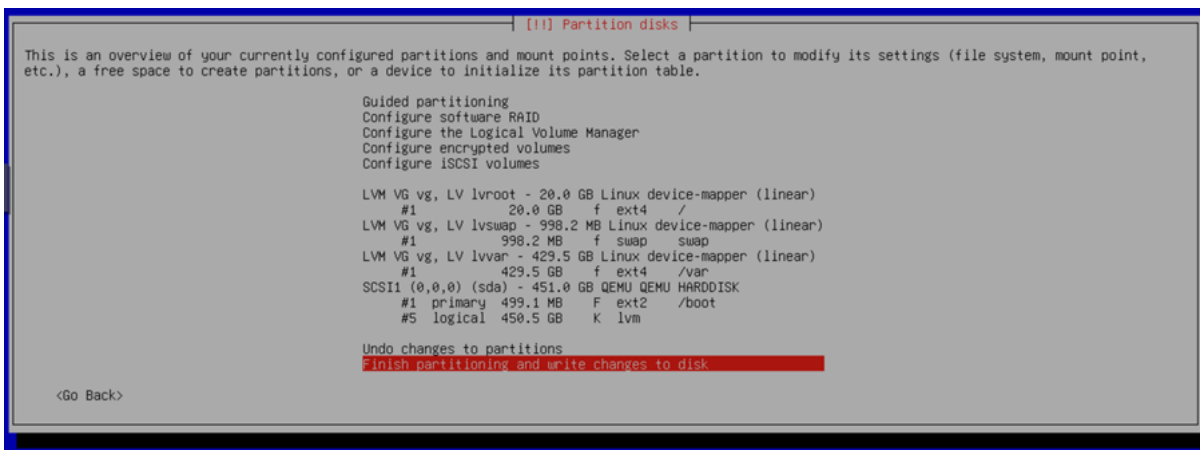 [!!] Partition disks
This is an overview of your currently configured partitions and mount points. Select a partition to modify its settings (file system, mount point,
etc.), a free space to create partitions, or a device to initialize its partition table.
Guided partitioning
Configure software RAID
Configure the Logical Volume Manager
Configure encrypted volumes
Configure iSCSI volumes
LVM VG vg, LV lvroot - 20.0 GB Linux device-mapper (linear)
#1 20.0 GB f ext4 /
LVM VG vg, LV lvswap - 998.2 MB Linux device-mapper (linear)
#1 998.2 MB f swap swap
LVM VG vg, LV lvvar - 429.5 GB Linux device-mapper (linear)
#1 429.5 GB f ext4 /var
SCSI1 (0,0,0) (sda) - 451.0 GB QEMU QEMU HARDDISK
#1 primary 499.1 MB F ext2 /boot
#5 logical 450.5 GB K lvm
Undo changes to partitions
Finish partitioning and write changes to disk
<Go Back>